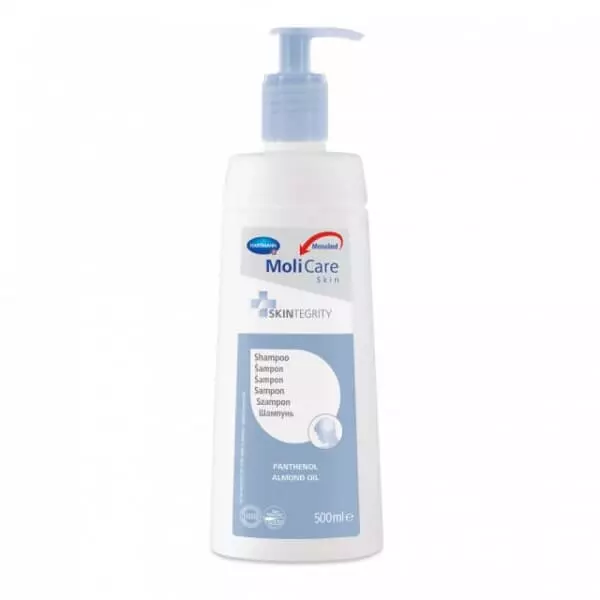 HARTMANN
Menalind
MoliCare
Skin
SKINTEGRITY
Shampoo
Šampon
Šampon
Sampon
Szampon
Шампунь
PANTHENOL
ALMOND OIL
500ml e